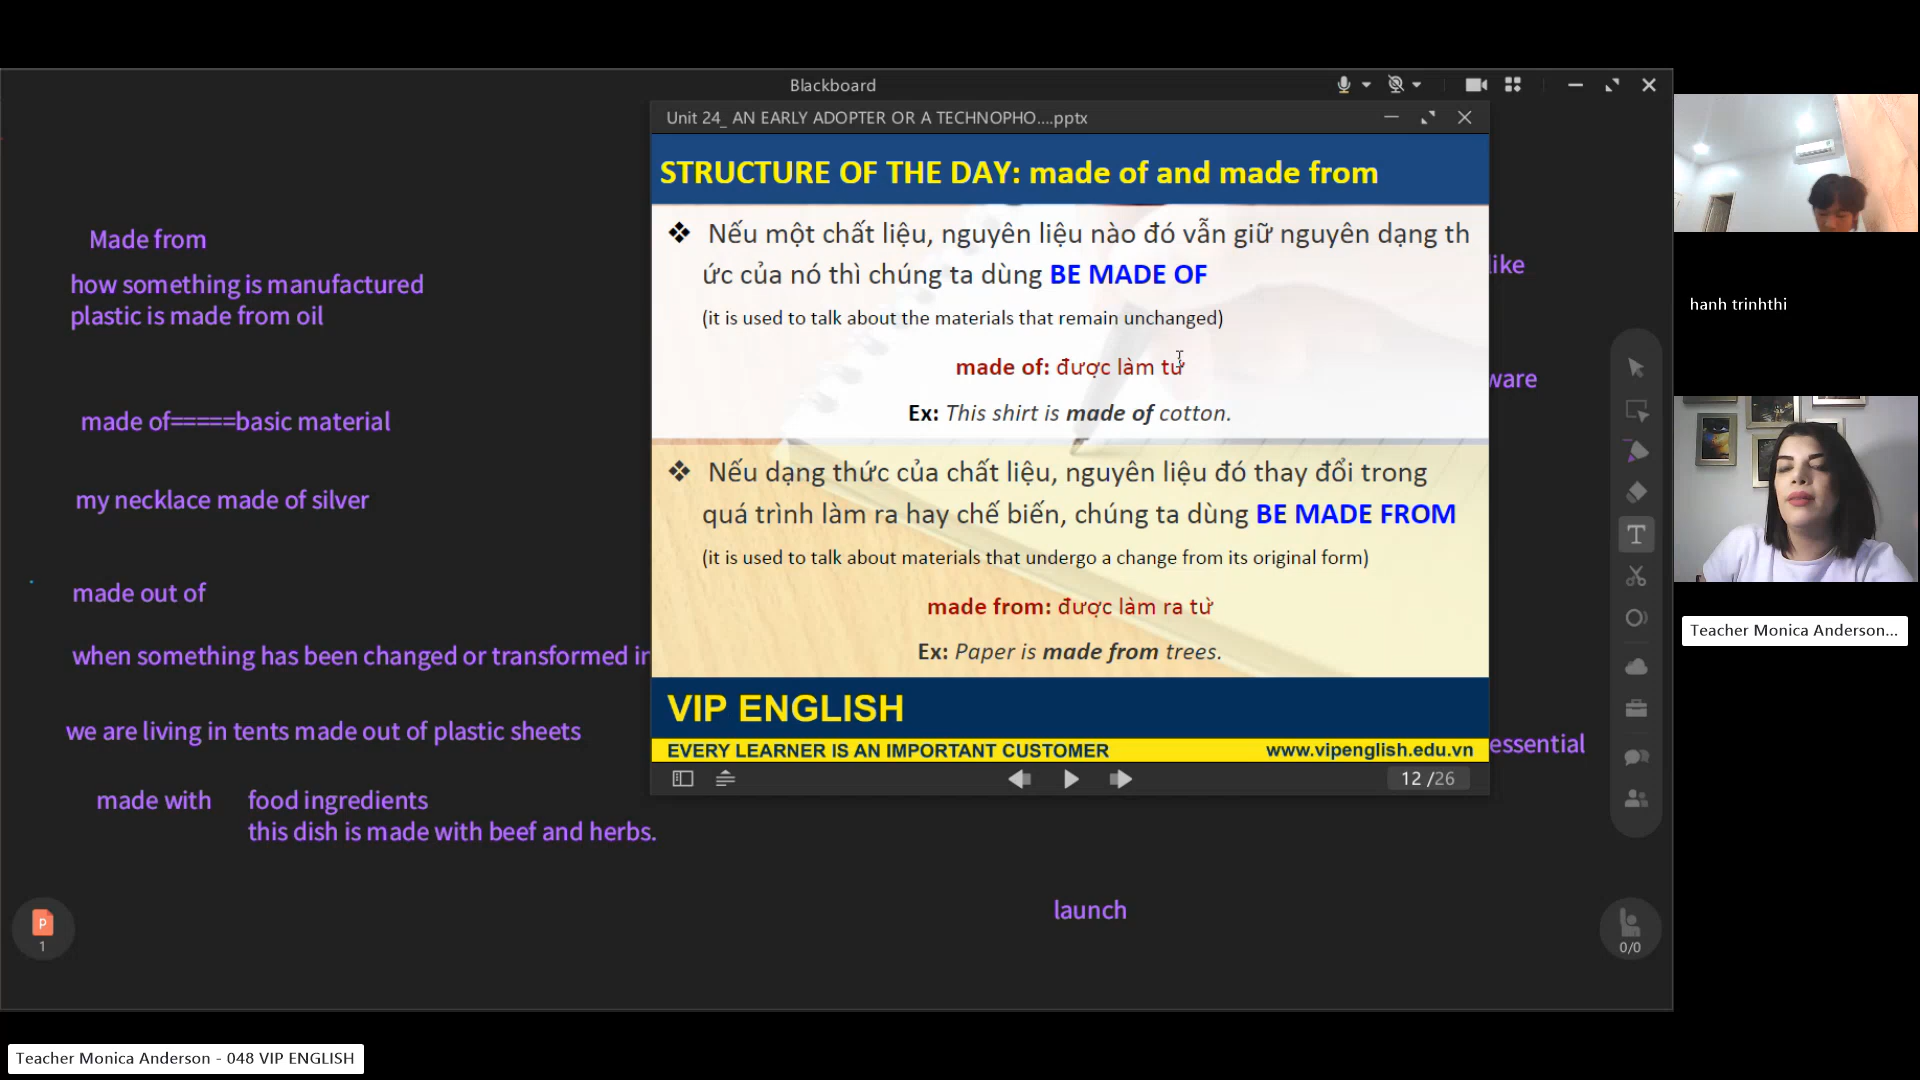 Blackboard
Unit 24_ AN EARLY ADOPTER OR A TECHNOPHO....pptx
STRUCTURE OF THE DAY: made of and made from
❖ Nếu một chất liệu, nguyên liệu nào đó vẫn giữ nguyên dạng th
ức của nó thì chúng ta dùng BE MADE OF
(it is used to talk about the materials that remain unchanged)
made of: được làm từ
Ex: This shirt is made of cotton.
❖ Nếu dạng thức của chất liệu, nguyên liệu đó thay đổi trong
quá trình làm ra hay chế biến, chúng ta dùng BE MADE FROM
(it is used to talk about materials that undergo a change from its original form)
made from: được làm ra từ
Ex: Paper is made from trees.
VIP ENGLISH
EVERY LEARNER IS AN IMPORTANT CUSTOMER
www.vipenglish.edu.vn
12 /26
Made from
how something is manufactured
plastic is made from oil
made of=====basic material
my necklace made of silver
made out of
when something has been changed or transformed in
we are living in tents made out of plastic sheets
made with food ingredients
this dish is made with beef and herbs.
launch
like
ware
essential
P
1
T
0/0
hanh trinhthi
Teacher Monica Anderson...
Teacher Monica Anderson - 048 VIP ENGLISH